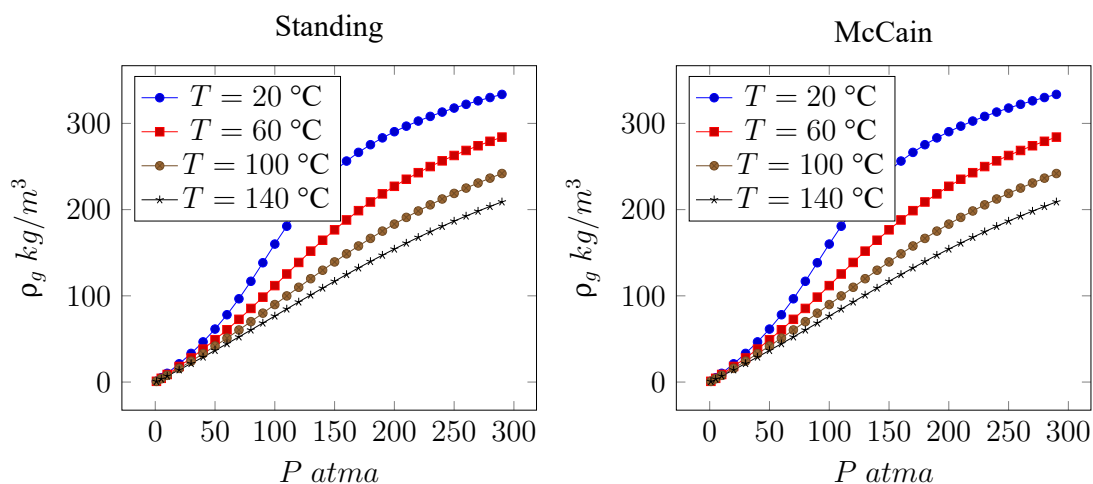 Standing
T = 20 °C
T = 60 °C
T = 100 °C
T = 140 °C
300
200
100
0
ρg kg/m³
0 50 100 150 200 250 300
P atma
McCain
T = 20 °C
T = 60 °C
T = 100 °C
T = 140 °C
300
200
100
0
ρg kg/m³
0 50 100 150 200 250 300
P atma